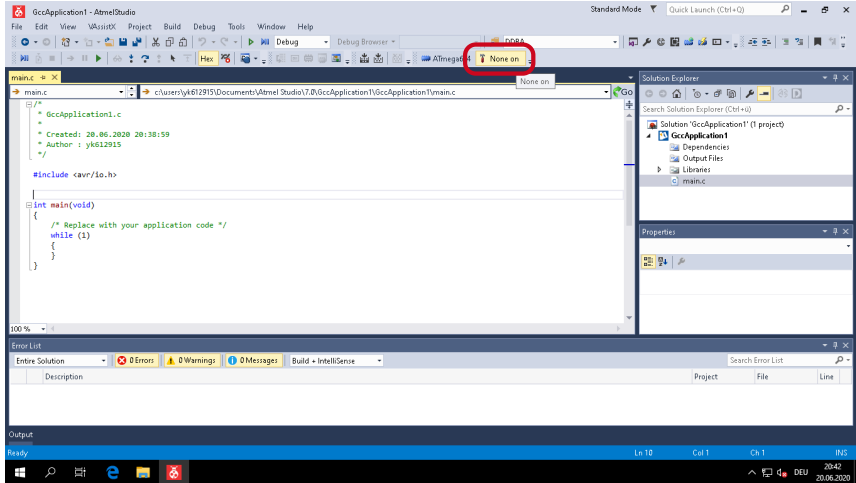 GccApplication1 - AtmelStudio
Standard Mode
Quick Launch (Ctrl+Q)
File Edit View VAssistX Project Build Debug Tools Window Help
Debug
Debug Browser
DDRA
Hex
None on
main.c
None on
Solution Explorer
main.c
c:\users\yk612915\Documents\Atmel Studio\7.0\GccApplication1\GccApplication1\main.c
Go
/*
* GccApplication1.c
*
* Created: 20.06.2020 20:38:59
* Author : yk612915
*/
#include <avr/io.h>
int main(void)
{
/* Replace with your application code */
while (1)
{
}
}
Search Solution Explorer (Ctrl+ü)
Solution 'GccApplication1' (1 project)
GccApplication1
Dependencies
Output Files
Libraries
main.c
Properties
100 %
Error List
Entire Solution
0 Errors
0 Warnings
0 Messages
Build + IntelliSense
Search Error List
Description Project File Line
Output
Ready
Ln 10 Col 1 Ch 1 INS
DEU
20:42
20.06.2020